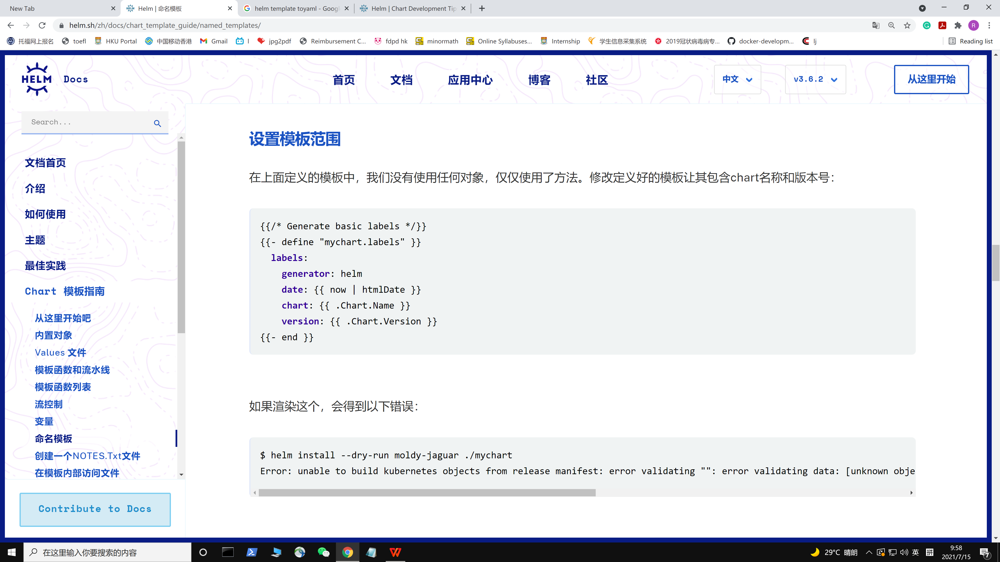 New Tab
Helm | 命名模板
helm template toyaml - Googl
Helm | Chart Development Tip
helm.sh/zh/docs/chart_template_guide/named_templates/
R
托福网上报名
toefl
HKU Portal
中国移动香港
Gmail
l
jpg2pdf
Reimbursement C...
fdpd hk
minormath
Online Syllabuses...
Internship
学生信息采集系统
2019冠状病毒病专...
docker-developm...
lj
Reading list
HELM
Docs
首页
文档
应用中心
博客
社区
中文
v3.6.2
从这里开始
Search...
文档首页
介绍
如何使用
主题
最佳实践
Chart 模板指南
从这里开始吧
内置对象
Values 文件
模板函数和流水线
模板函数列表
流控制
变量
命名模板
创建一个NOTES.Txt文件
在模板内部访问文件
Contribute to Docs
设置模板范围
在上面定义的模板中，我们没有使用任何对象，仅仅使用了方法。修改定义好的模板让其包含chart名称和版本号：
{{/* Generate basic labels */}}
{{- define "mychart.labels" }}
  labels:
    generator: helm
    date: {{ now | htmlDate }}
    chart: {{ .Chart.Name }}
    version: {{ .Chart.Version }}
{{- end }}
如果渲染这个，会得到以下错误：
$ helm install --dry-run moldy-jaguar ./mychart
Error: unable to build kubernetes objects from release manifest: error validating "": error validating data: [unknown obje
在这里输入你要搜索的内容
29°C 晴朗
英
拼
9:58
2021/7/15
7